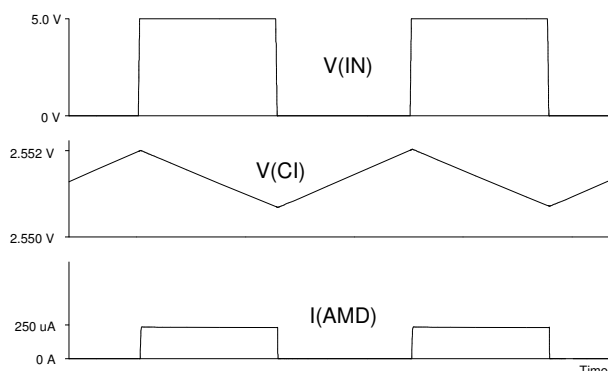 5.0 V
V(IN)
0 V
2.552 V
V(CI)
2.550 V
I(AMD)
250 uA
0 A
Time